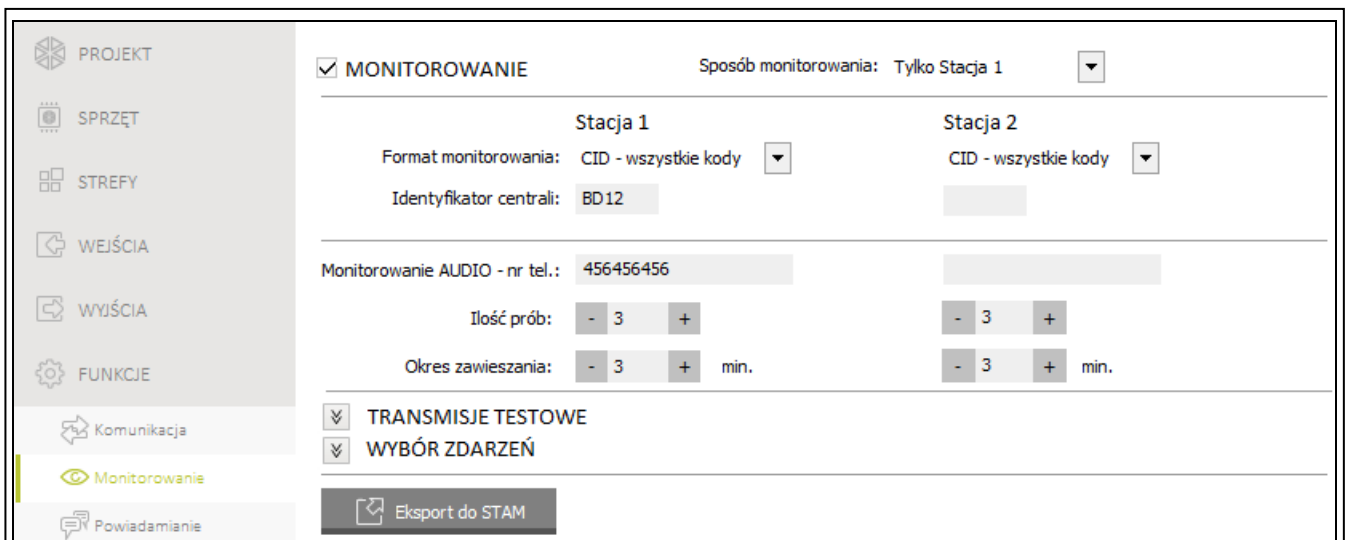 PROJEKT
SPRZĘT
STREFY
WEJŚCIA
WYJŚCIA
FUNKCJE
Komunikacja
Monitorowanie
Powiadamianie
MONITOROWANIE Sposób monitorowania: Tylko Stacja 1
Stacja 1 Stacja 2
Format monitorowania: CID - wszystkie kody CID - wszystkie kody
Identyfikator centrali: BD12
Monitorowanie AUDIO - nr tel.: 456456456
Ilość prób: - 3 + - 3 +
Okres zawieszania: - 3 + min. - 3 + min.
TRANSMISJE TESTOWE
WYBÓR ZDARZEŃ
Eksport do STAM